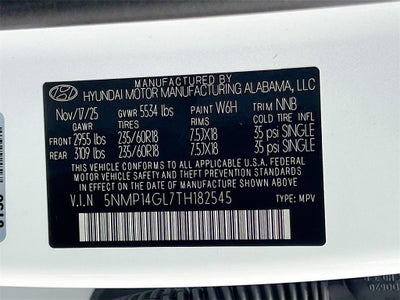 MANUFACTURED BY
HYUNDAI MOTOR MANUFACTURING ALABAMA, LLC
Nov/17/25 GVWR 5534 lbs PAINT W6H TRIM NNB
GAWR TIRES RIMS COLD TIRE INFL
FRONT 2955 lbs 235/60R18 7.5JX18 35 psi SINGLE
REAR 3109 lbs 235/60R18 7.5JX18 35 psi SINGLE
THIS VEHICLE CONFORMS TO ALL APPLICABLE U.S.A. FEDERAL MOTOR VEHICLE
SAFETY AND THEFT PREVENTION STANDARDS IN EFFECT ON THE DATE OF
MANUFACTURE SHOWN ABOVE.
V.I.N 5NMP14GL7TH182545 TYPE: MPV